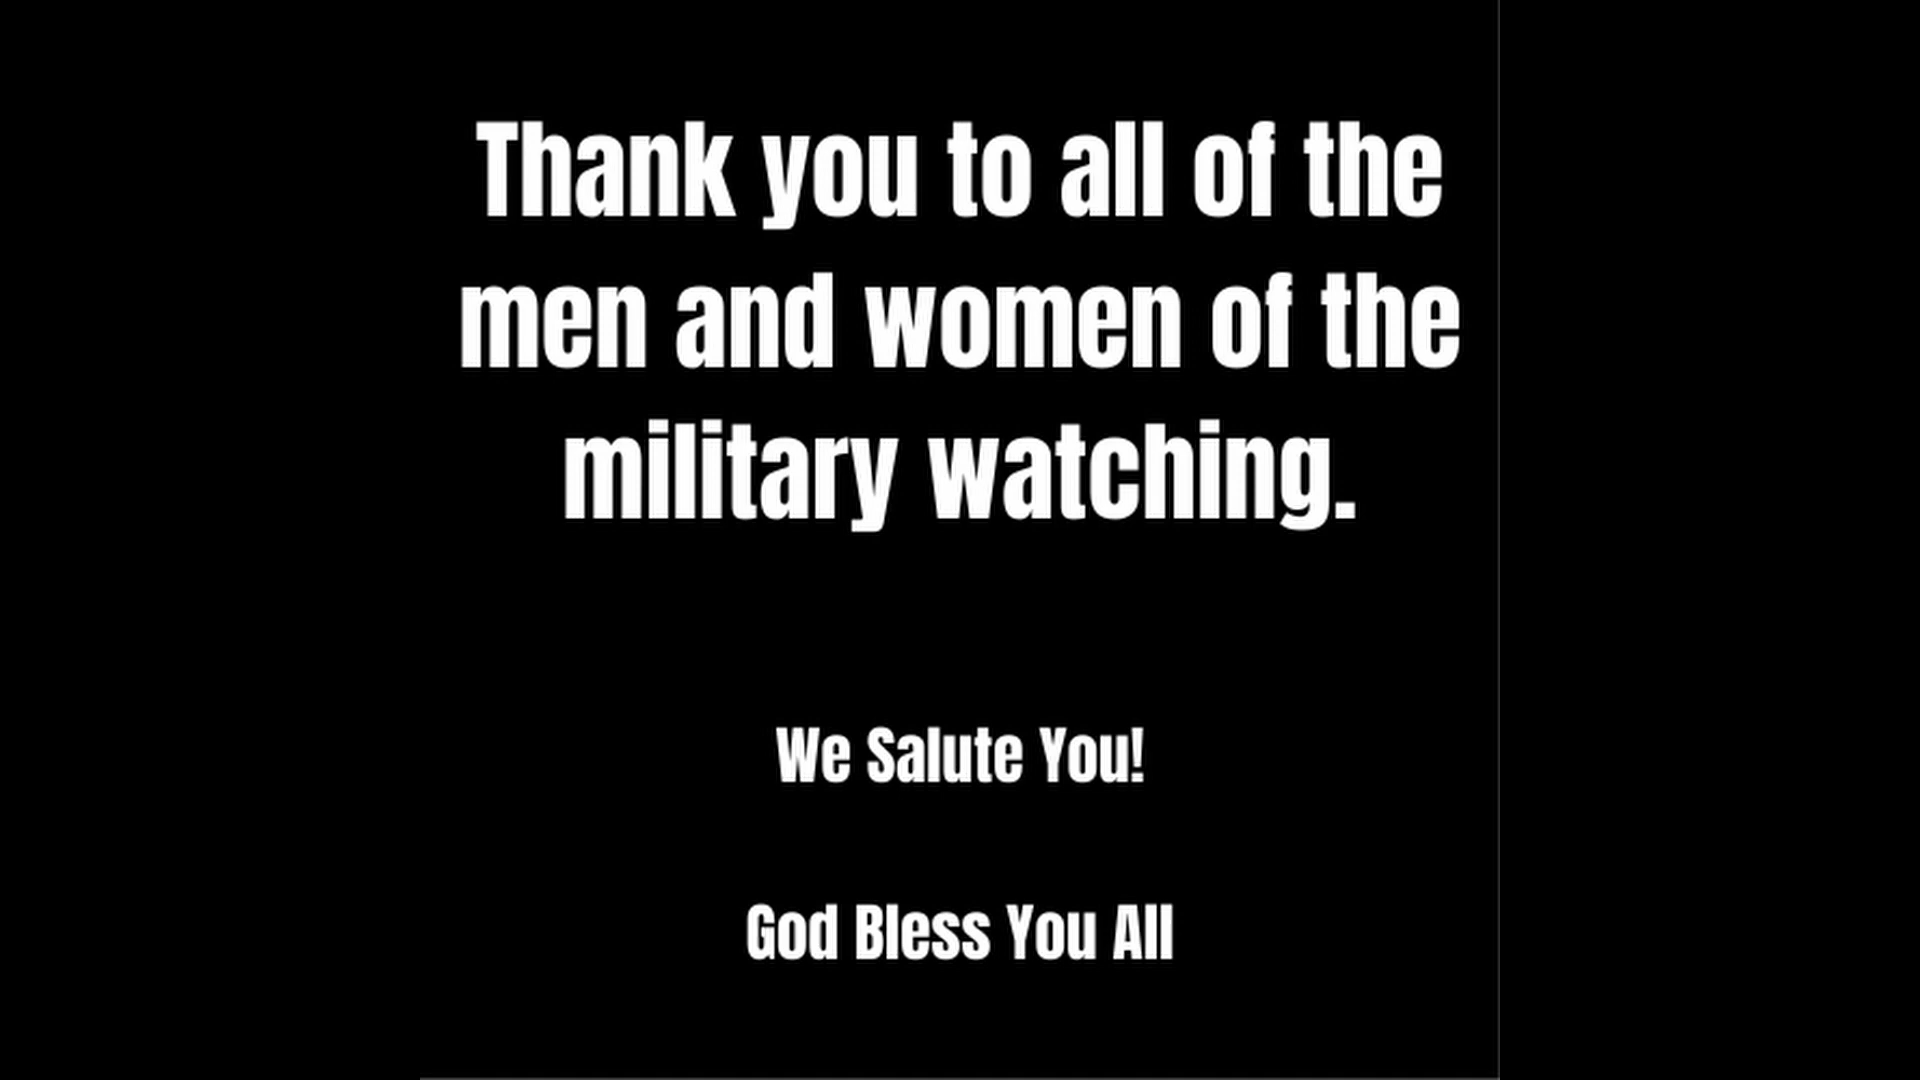 Thank you to all of the
men and women of the
military watching.
We Salute You!
God Bless You All